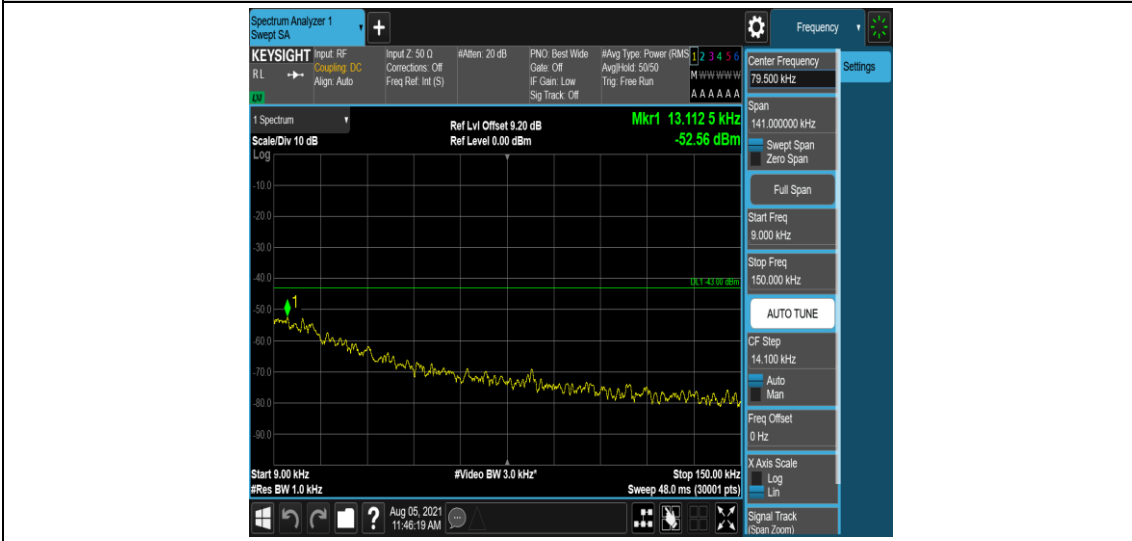 Spectrum Analyzer 1
Swept SA
+
Frequency
KEYSIGHT
RL
Input: RF
Coupling: DC
Align: Auto
Input Z: 50 Ω
Corrections: Off
Freq Ref: Int (S)
#Atten: 20 dB
PNO: Best Wide
Gate: Off
IF Gain: Low
Sig Track: Off
#Avg Type: Power (RMS
Avg|Hold: 50/50
Trig: Free Run
1 2 3 4 5 6
M W W W W W
A A A A A A
1 Spectrum
Scale/Div 10 dB
Log
Ref Lvl Offset 9.20 dB
Ref Level 0.00 dBm
Mkr1 13.112 5 kHz
-52.56 dBm
-10.0
-20.0
-30.0
-40.0
DL1 -43.00 dBm
1
-50.0
-60.0
-70.0
-80.0
-90.0
Start 9.00 kHz
#Res BW 1.0 kHz
#Video BW 3.0 kHz*
Stop 150.00 kHz
Sweep 48.0 ms (30001 pts)
?
Aug 05, 2021
11:46:19 AM
Center Frequency
79.500 kHz
Settings
Span
141.000000 kHz
Swept Span
Zero Span
Full Span
Start Freq
9.000 kHz
Stop Freq
150.000 kHz
AUTO TUNE
CF Step
14.100 kHz
Auto
Man
Freq Offset
0 Hz
X Axis Scale
Log
Lin
Signal Track
(Span Zoom)